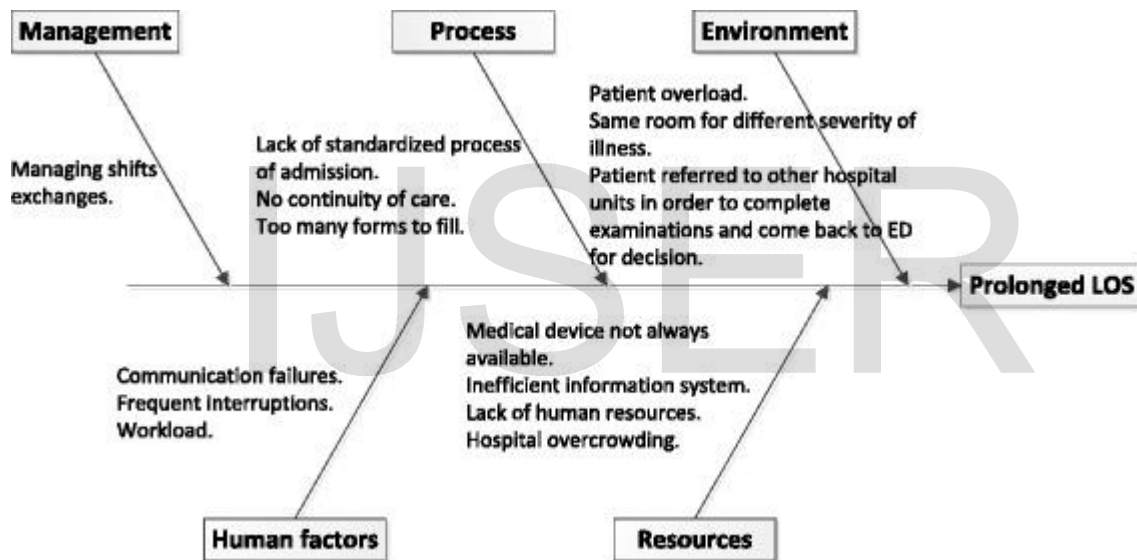 Management
Process
Environment
Managing shifts
exchanges.
Lack of standardized process
of admission.
No continuity of care.
Too many forms to fill.
Patient overload.
Same room for different severity of
illness.
Patient referred to other hospital
units in order to complete
examinations and come back to ED
for decision.
Prolonged LOS
Communication failures.
Frequent Interruptions.
Workload.
Medical device not always
available.
Inefficient information system.
Lack of human resources.
Hospital overcrowding.
Human factors
Resources
IJSER